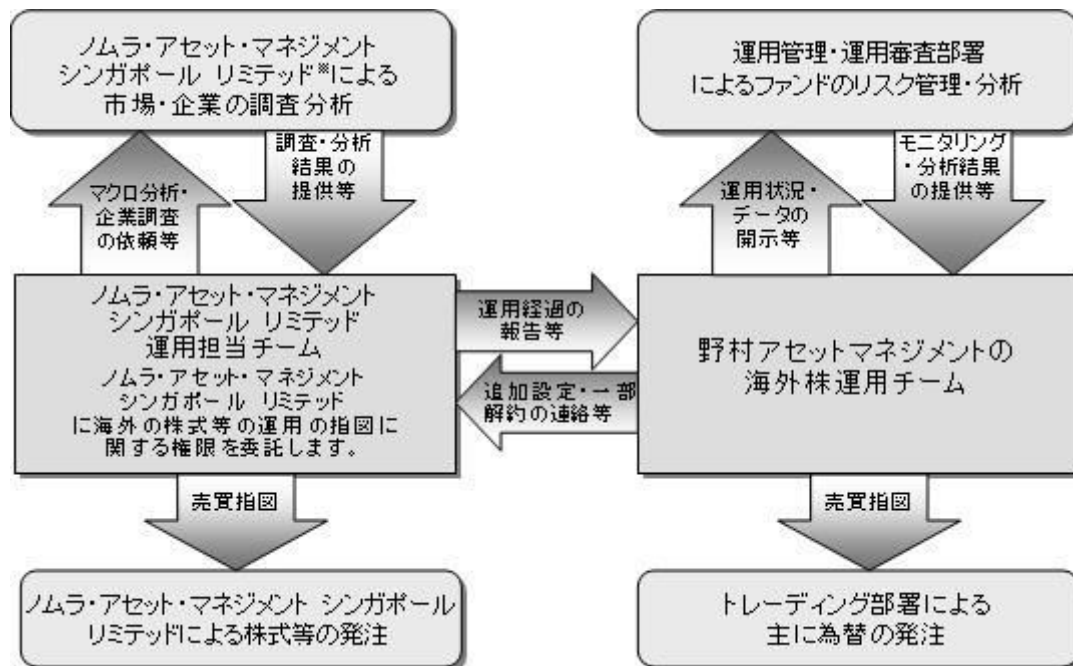 ノムラ・アセット・マネジメント
シンガポール リミテッド※による
市場・企業の調査分析
運用管理・運用審査部署
によるファンドのリスク管理・分析
マクロ分析・
企業調査
の依頼等
調査・分析
結果の
提供等
運用状況・
データの
開示等
モニタリング
・分析結果
の提供等
ノムラ・アセット・マネジメント
シンガポール リミテッド
運用担当チーム
ノムラ・アセット・マネジメント
シンガポール リミテッド
に海外の株式等の運用の指図に
関する権限を委託します。
運用経過の
報告等
追加設定・一部
解約の連絡等
野村アセットマネジメントの
海外株運用チーム
売買指図
売買指図
ノムラ・アセット・マネジメント シンガポール
リミテッドによる株式等の発注
トレーディング部署による
主に為替の発注